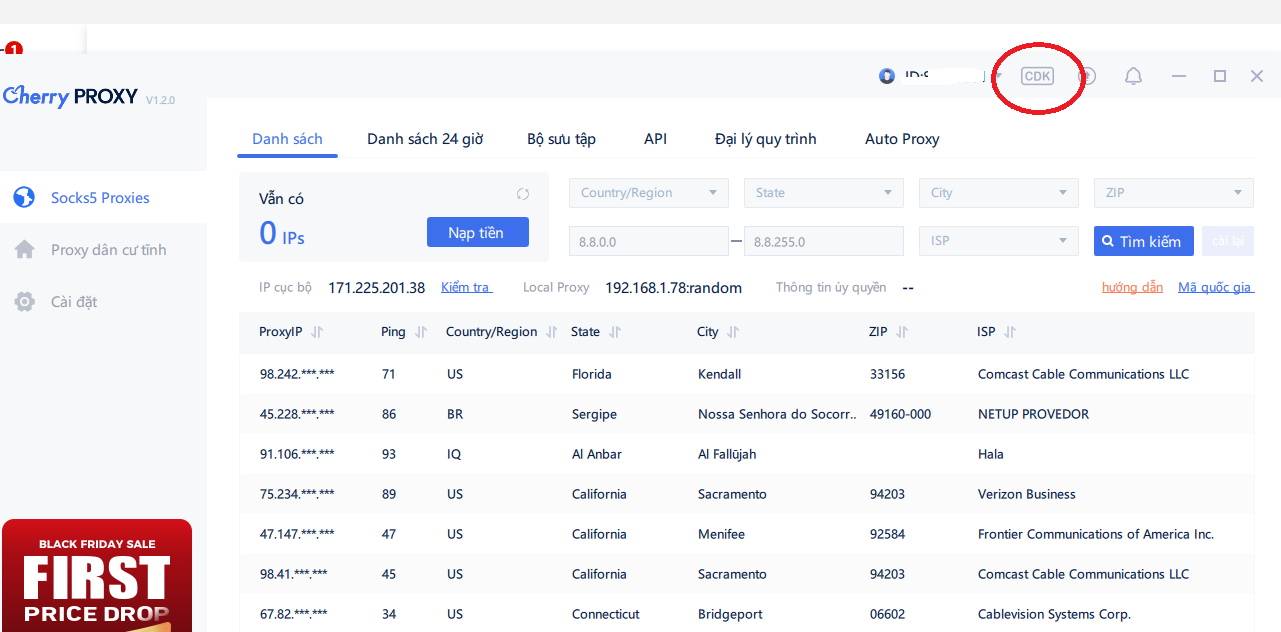 1
CDK
Cherry PROXY V1.2.0
Danh sách Danh sách 24 giờ Bộ sưu tập API Đại lý quy trình Auto Proxy
Socks5 Proxies
Proxy dân cư tĩnh
Cài đặt
Vẫn có
0 IPs
Nạp tiền
Country/Region State City ZIP
8.8.0.0 – 8.8.255.0 ISP Tìm kiếm cài lại
IP cục bộ 171.225.201.38 Kiểm tra Local Proxy 192.168.1.78:random Thông tin ủy quyền -- hướng dẫn Mã quốc gia
ProxyIP Ping Country/Region State City ZIP ISP
98.242.***.*** 71 US Florida Kendall 33156 Comcast Cable Communications LLC
45.228.***.*** 86 BR Sergipe Nossa Senhora do Socorr.. 49160-000 NETUP PROVEDOR
91.106.***.*** 93 IQ Al Anbar Al Fallūjah Hala
75.234.***.*** 89 US California Sacramento 94203 Verizon Business
47.147.***.*** 47 US California Menifee 92584 Frontier Communications of America Inc.
98.41.***.*** 45 US California Sacramento 94203 Comcast Cable Communications LLC
67.82.***.*** 34 US Connecticut Bridgeport 06602 Cablevision Systems Corp.
BLACK FRIDAY SALE
FIRST
PRICE DROP